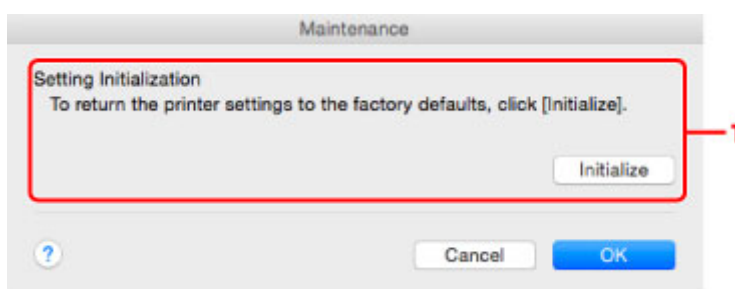 Maintenance
Setting Initialization
To return the printer settings to the factory defaults, click [Initialize].
1
Initialize
?
Cancel
OK